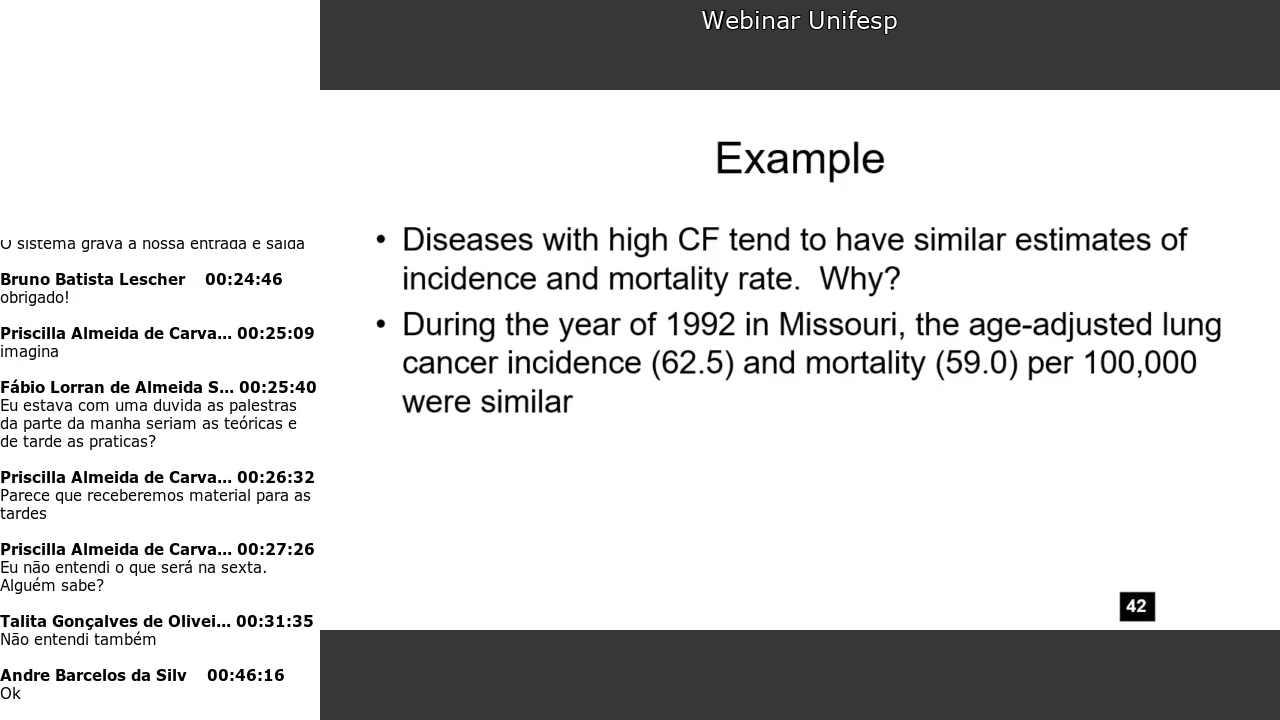 Webinar Unifesp
O sistema grava a nossa entrada e saída
Bruno Batista Lescher 00:24:46
obrigado!
Priscilla Almeida de Carva... 00:25:09
imagina
Fábio Lorran de Almeida S... 00:25:40
Eu estava com uma duvida as palestras
da parte da manha seriam as teóricas e
de tarde as praticas?
Priscilla Almeida de Carva... 00:26:32
Parece que receberemos material para as
tardes
Priscilla Almeida de Carva... 00:27:26
Eu não entendi o que será na sexta.
Alguém sabe?
Talita Gonçalves de Olivei... 00:31:35
Não entendi também
Andre Barcelos da Silv 00:46:16
Ok
Example
• Diseases with high CF tend to have similar estimates of
incidence and mortality rate. Why?
• During the year of 1992 in Missouri, the age-adjusted lung
cancer incidence (62.5) and mortality (59.0) per 100,000
were similar
42